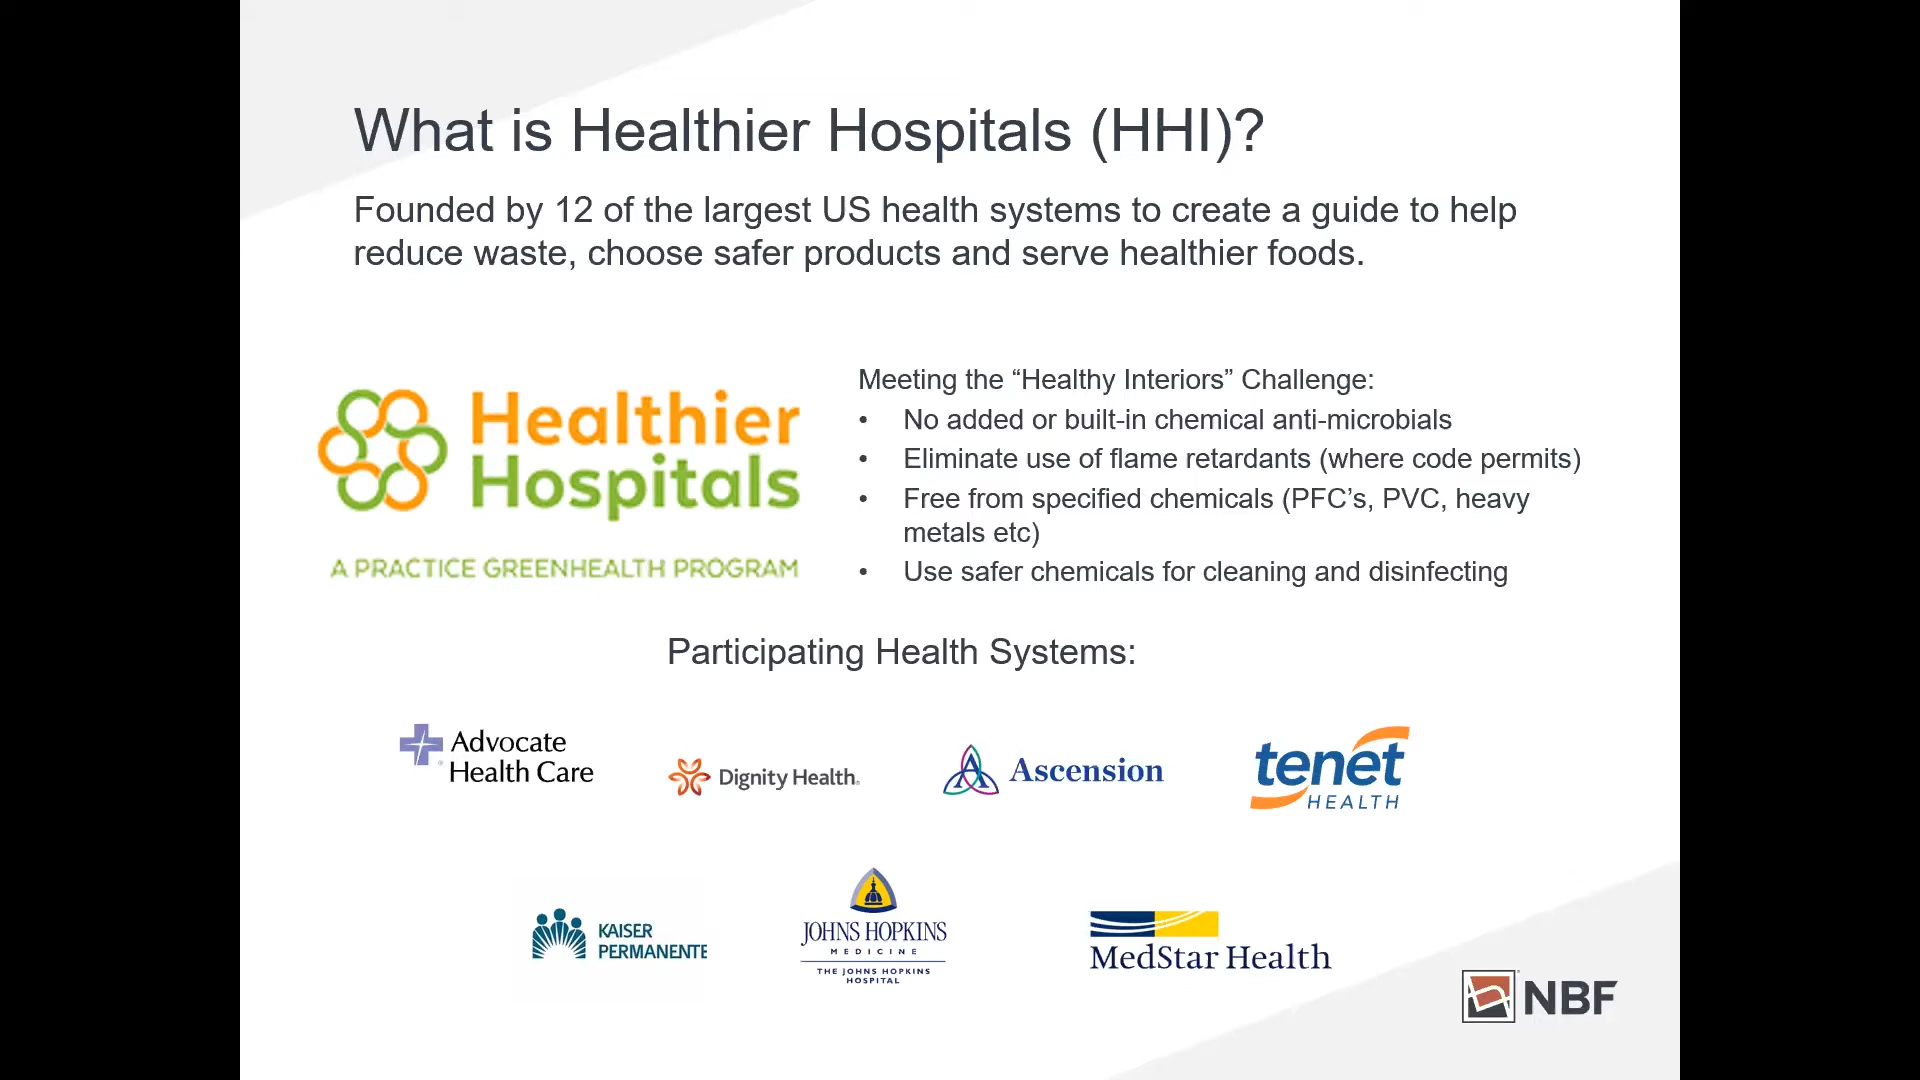 What is Healthier Hospitals (HHI)?
Founded by 12 of the largest US health systems to create a guide to help
reduce waste, choose safer products and serve healthier foods.
Healthier
Hospitals
A PRACTICE GREENHEALTH PROGRAM
Meeting the “Healthy Interiors” Challenge:
• No added or built-in chemical anti-microbials
• Eliminate use of flame retardants (where code permits)
• Free from specified chemicals (PFC’s, PVC, heavy
metals etc)
• Use safer chemicals for cleaning and disinfecting
Participating Health Systems:
Advocate
Health Care
Dignity Health
Ascension
tenet
HEALTH
KAISER
PERMANENTE
JOHNS HOPKINS
MEDICINE
THE JOHNS HOPKINS
HOSPITAL
MedStar Health
NBF